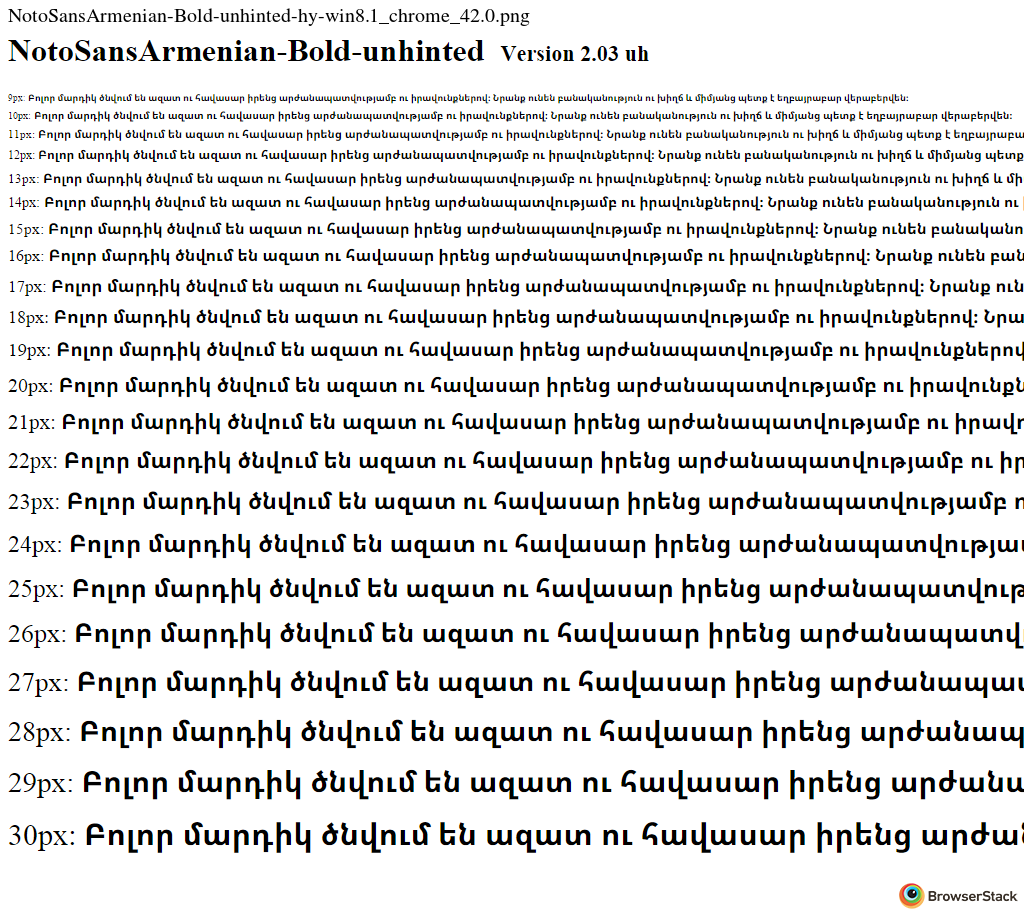 NotoSansArmenian-Bold-unhinted-hy-win8.1_chrome_42.0.png
NotoSansArmenian-Bold-unhinted Version 2.03 uh
9px: Բոլոր մարդիկ ծնվում են ազատ ու հավասար իրենց արժանապատվությամբ ու իրավունքներով։ Նրանք ունեն բանականություն ու խիղճ և միմյանց պետք է եղբայրաբար վերաբերվեն։
10px: Բոլոր մարդիկ ծնվում են ազատ ու հավասար իրենց արժանապատվությամբ ու իրավունքներով։ Նրանք ունեն բանականություն ու խիղճ և միմյանց պետք է եղբայրաբար վերաբերվեն։
11px: Բոլոր մարդիկ ծնվում են ազատ ու հավասար իրենց արժանապատվությամբ ու իրավունքներով։ Նրանք ունեն բանականություն ու խիղճ և միմյանց պետք է եղբայրաբա
12px: Բոլոր մարդիկ ծնվում են ազատ ու հավասար իրենց արժանապատվությամբ ու իրավունքներով։ Նրանք ունեն բանականություն ու խիղճ և միմյանց պետք
13px: Բոլոր մարդիկ ծնվում են ազատ ու հավասար իրենց արժանապատվությամբ ու իրավունքներով։ Նրանք ունեն բանականություն ու խիղճ և մի
14px: Բոլոր մարդիկ ծնվում են ազատ ու հավասար իրենց արժանապատվությամբ ու իրավունքներով։ Նրանք ունեն բանականություն ու
15px: Բոլոր մարդիկ ծնվում են ազատ ու հավասար իրենց արժանապատվությամբ ու իրավունքներով։ Նրանք ունեն բանականո
16px: Բոլոր մարդիկ ծնվում են ազատ ու հավասար իրենց արժանապատվությամբ ու իրավունքներով։ Նրանք ունեն բան
17px: Բոլոր մարդիկ ծնվում են ազատ ու հավասար իրենց արժանապատվությամբ ու իրավունքներով։ Նրանք ուն
18px: Բոլոր մարդիկ ծնվում են ազատ ու հավասար իրենց արժանապատվությամբ ու իրավունքներով։ Նրա
19px: Բոլոր մարդիկ ծնվում են ազատ ու հավասար իրենց արժանապատվությամբ ու իրավունքներով
20px: Բոլոր մարդիկ ծնվում են ազատ ու հավասար իրենց արժանապատվությամբ ու իրավունքն
21px: Բոլոր մարդիկ ծնվում են ազատ ու հավասար իրենց արժանապատվությամբ ու իրավո
22px: Բոլոր մարդիկ ծնվում են ազատ ու հավասար իրենց արժանապատվությամբ ու իր
23px: Բոլոր մարդիկ ծնվում են ազատ ու հավասար իրենց արժանապատվությամբ ո
24px: Բոլոր մարդիկ ծնվում են ազատ ու հավասար իրենց արժանապատվությա
25px: Բոլոր մարդիկ ծնվում են ազատ ու հավասար իրենց արժանապատվութ
26px: Բոլոր մարդիկ ծնվում են ազատ ու հավասար իրենց արժանապատվ
27px: Բոլոր մարդիկ ծնվում են ազատ ու հավասար իրենց արժանապա
28px: Բոլոր մարդիկ ծնվում են ազատ ու հավասար իրենց արժանապ
29px: Բոլոր մարդիկ ծնվում են ազատ ու հավասար իրենց արժանա
30px: Բոլոր մարդիկ ծնվում են ազատ ու հավասար իրենց արժա
BrowserStack